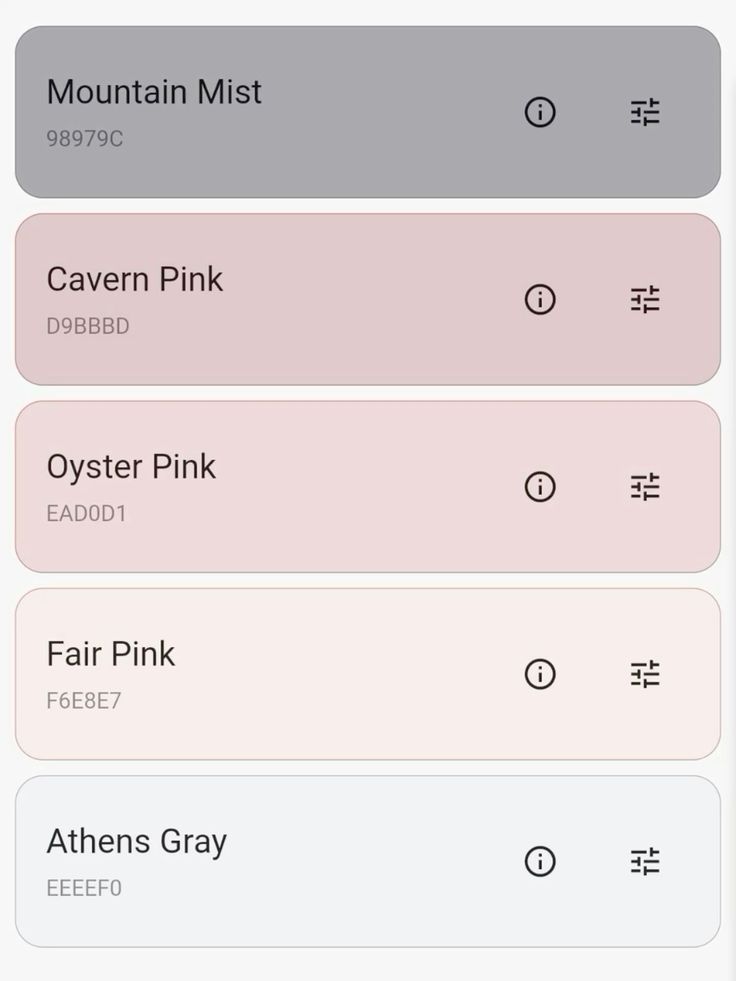 Mountain Mist
98979C
Cavern Pink
D9BBBD
Oyster Pink
EAD0D1
Fair Pink
F6E8E7
Athens Gray
EEEEF0